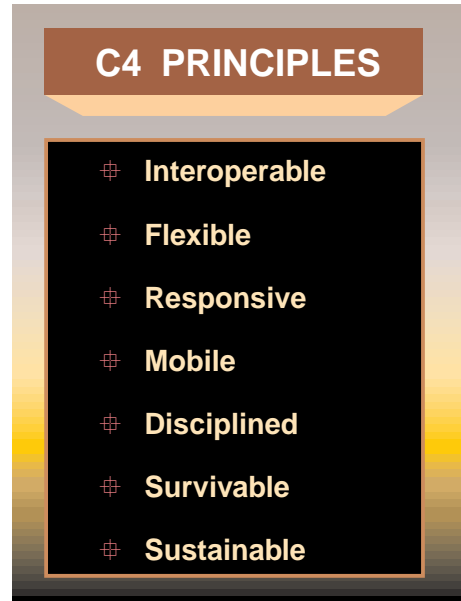 C4 PRINCIPLES
Interoperable
Flexible
Responsive
Mobile
Disciplined
Survivable
Sustainable